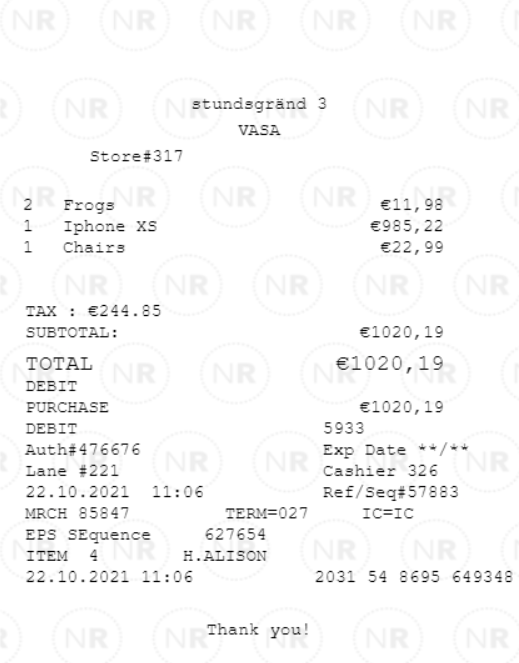 stundsgränd 3
VASA
Store#317
2 Frogs €11,98
1 Iphone XS €985,22
1 Chairs €22,99
TAX : €244.85
SUBTOTAL: €1020,19
TOTAL €1020,19
DEBIT
PURCHASE €1020,19
DEBIT 5933
Auth#476676 Exp Date **/**
Lane #221 Cashier 326
22.10.2021 11:06 Ref/Seq#57883
MRCH 85847 TERM=027 IC=IC
EPS SEquence 627654
ITEM 4 H.ALISON
22.10.2021 11:06 2031 54 8695 649348
Thank you!